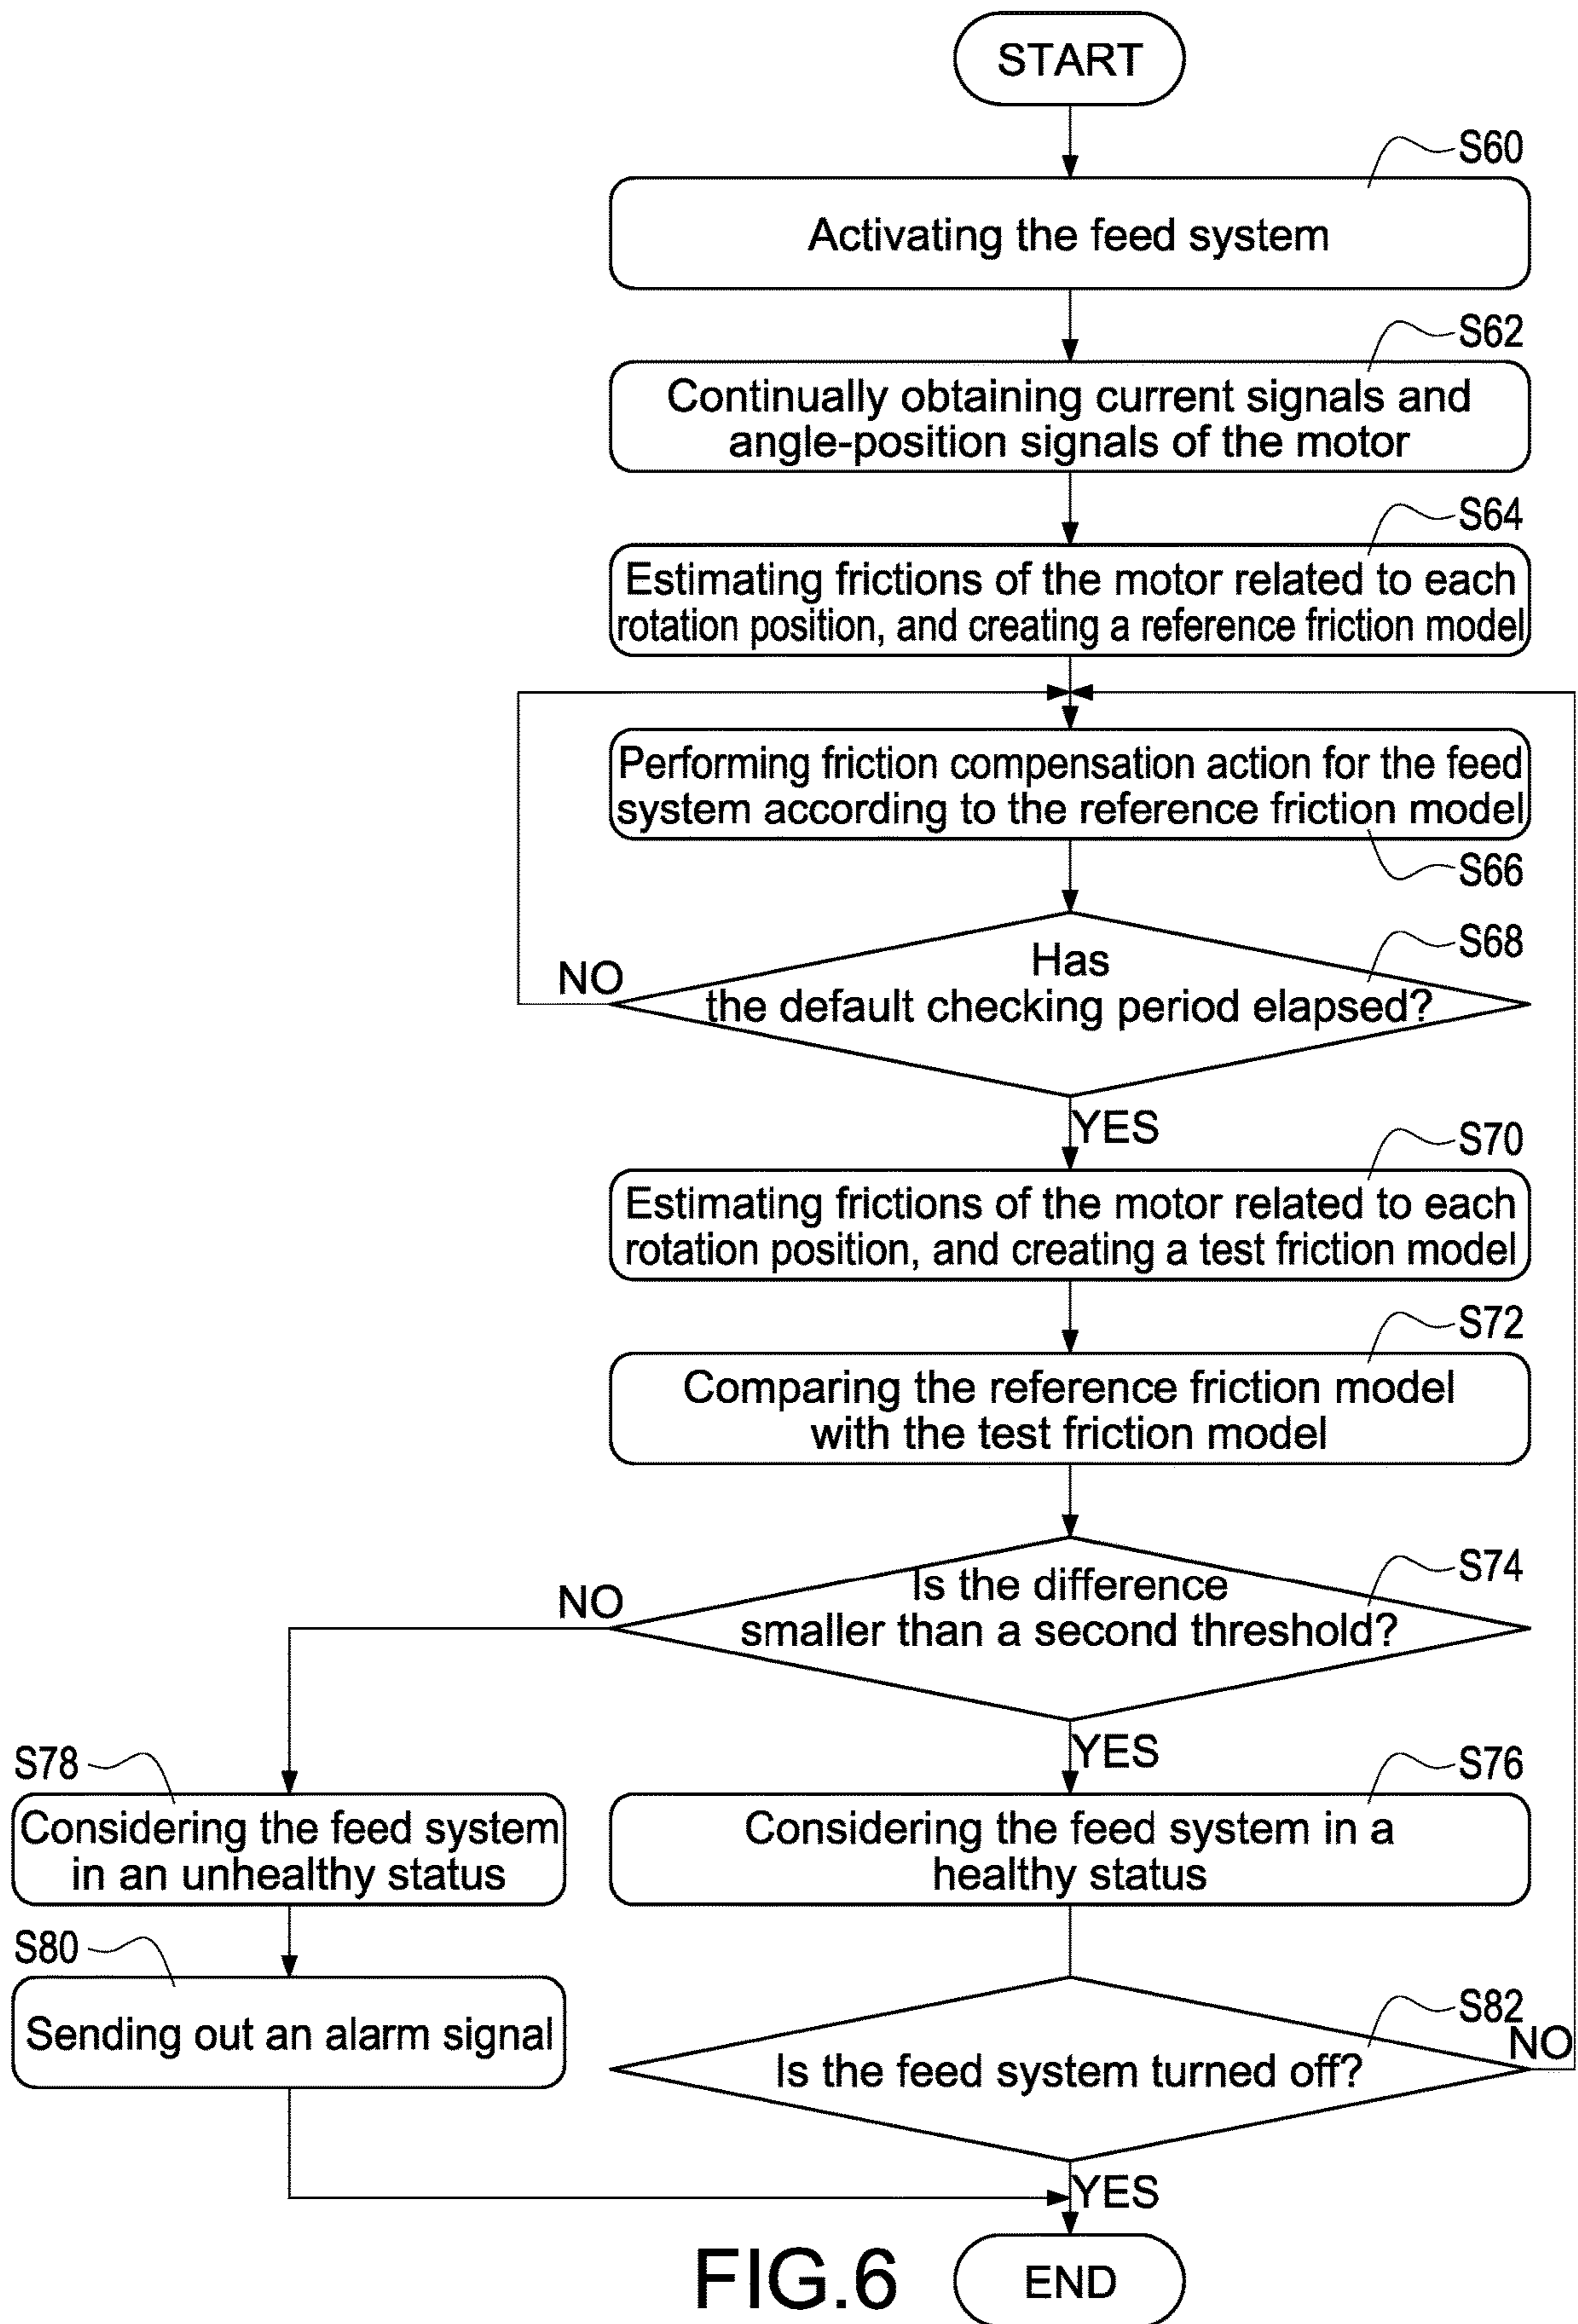 START
S60
Activating the feed system
S62
Continually obtaining current signals and
angle-position signals of the motor
S64
Estimating frictions of the motor related to each
rotation position, and creating a reference friction model
Performing friction compensation action for the feed
system according to the reference friction model
S66
S68
Has
the default checking period elapsed?
NO
YES
S70
Estimating frictions of the motor related to each
rotation position, and creating a test friction model
S72
Comparing the reference friction model
with the test friction model
S74
Is the difference
smaller than a second threshold?
NO
YES
S78
Considering the feed system
in an unhealthy status
S76
Considering the feed system in a
healthy status
S80
Sending out an alarm signal
S82
Is the feed system turned off?
NO
YES
END
FIG.6